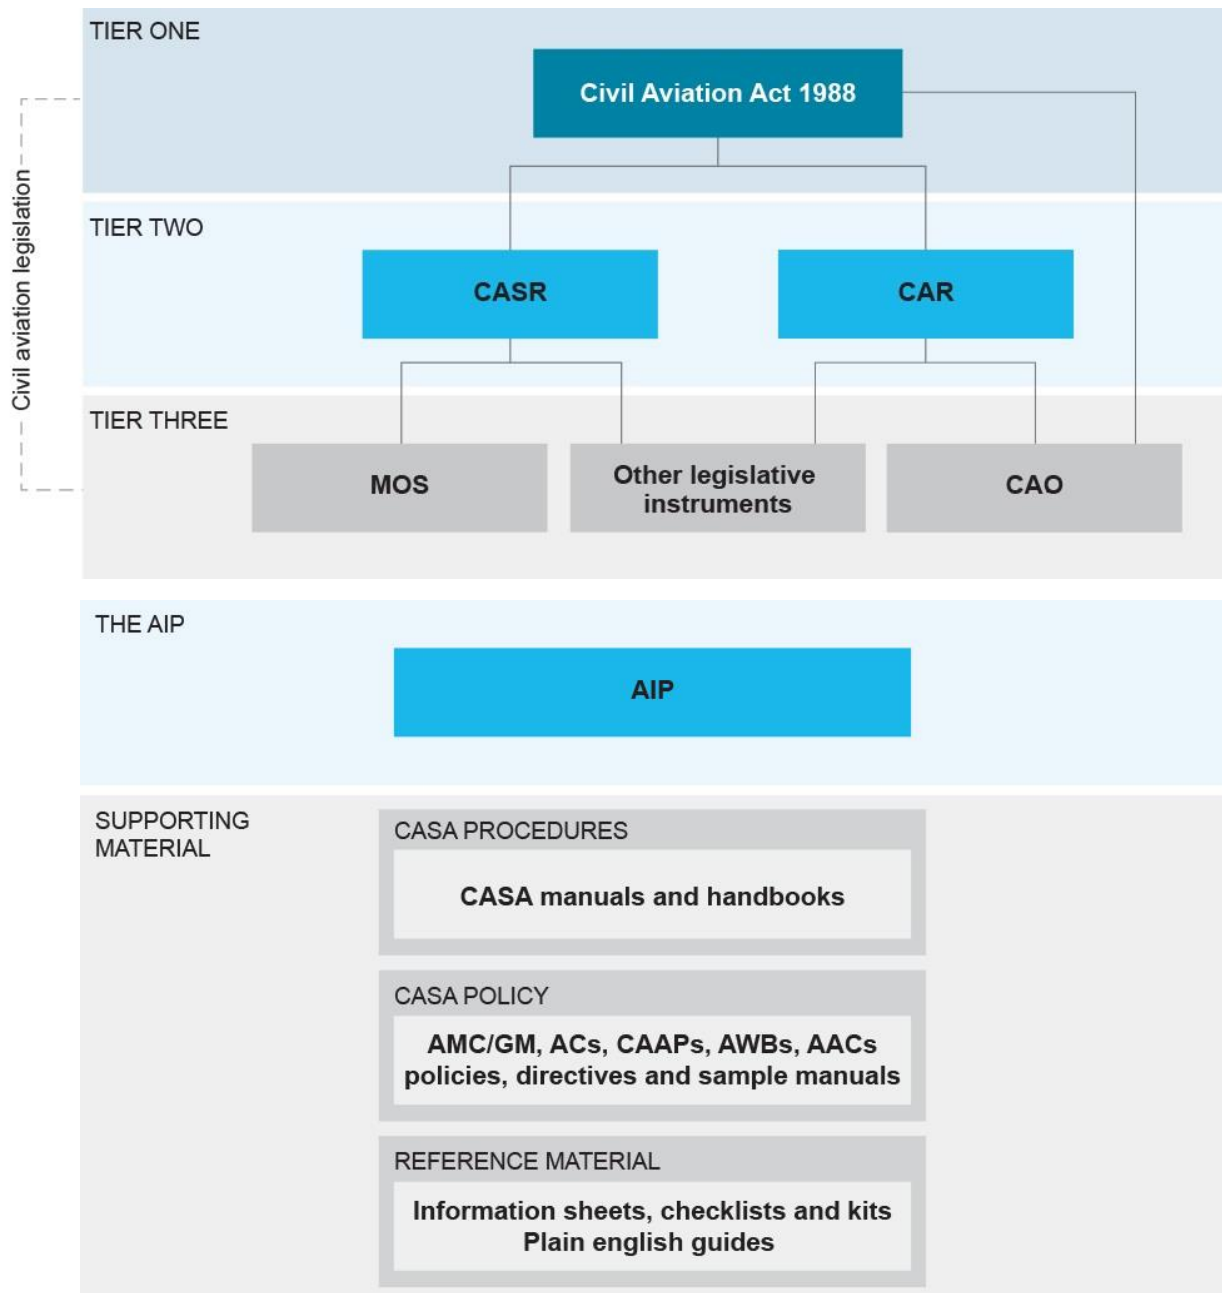 TIER ONE
Civil Aviation Act 1988
Civil aviation legislation
TIER TWO
CASR
CAR
TIER THREE
MOS
Other legislative
instruments
CAO
THE AIP
AIP
SUPPORTING
MATERIAL
CASA PROCEDURES
CASA manuals and handbooks
CASA POLICY
AMC/GM, ACs, CAAPs, AWBs, AACs
policies, directives and sample manuals
REFERENCE MATERIAL
Information sheets, checklists and kits
Plain english guides